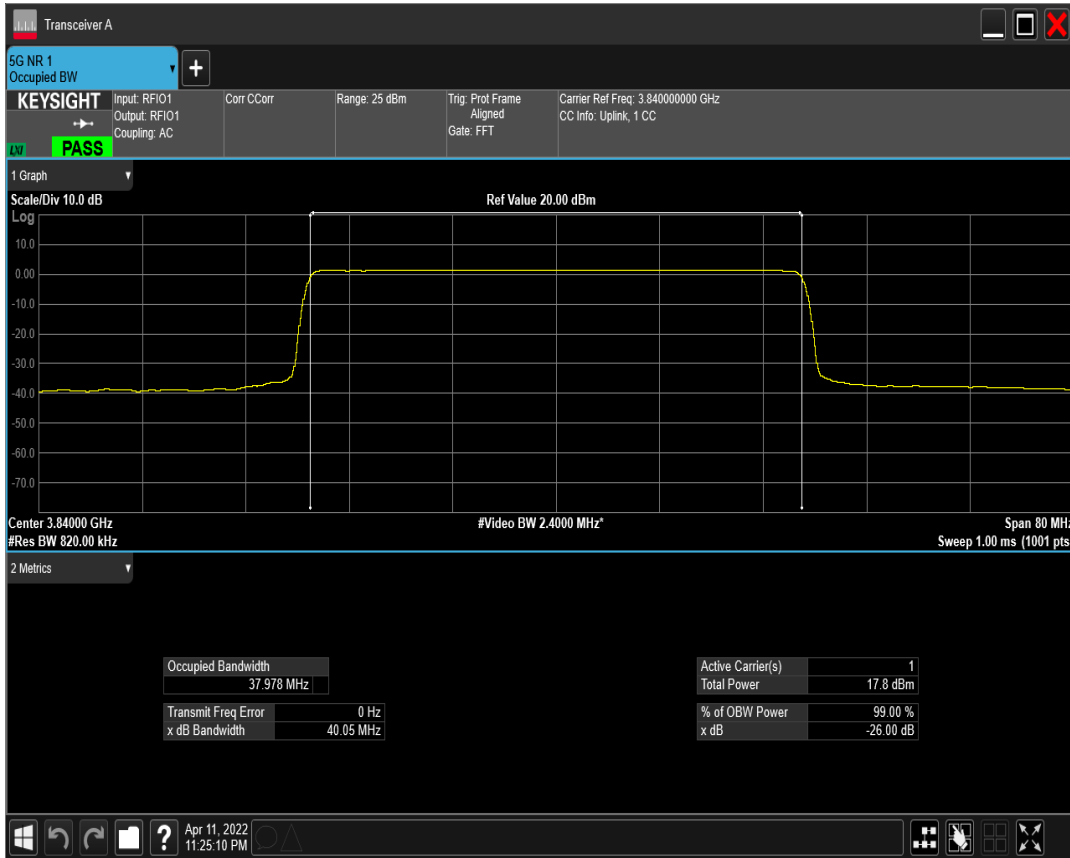 Transceiver A
5G NR 1
Occupied BW
+
KEYSIGHT
LXI
PASS
Input: RFIO1
Output: RFIO1
Coupling: AC
Corr CCorr
Range: 25 dBm
Trig: Prot Frame
Aligned
Gate: FFT
Carrier Ref Freq: 3.840000000 GHz
CC Info: Uplink, 1 CC
1 Graph
Scale/Div 10.0 dB
Ref Value 20.00 dBm
Log
10.0
0.00
-10.0
-20.0
-30.0
-40.0
-50.0
-60.0
-70.0
Center 3.84000 GHz
#Video BW 2.4000 MHz*
Span 80 MHz
#Res BW 820.00 kHz
Sweep 1.00 ms (1001 pts
2 Metrics
Occupied Bandwidth
37.978 MHz
Transmit Freq Error 0 Hz
x dB Bandwidth 40.05 MHz
Active Carrier(s) 1
Total Power 17.8 dBm
% of OBW Power 99.00 %
x dB -26.00 dB
?
Apr 11, 2022
11:25:10 PM